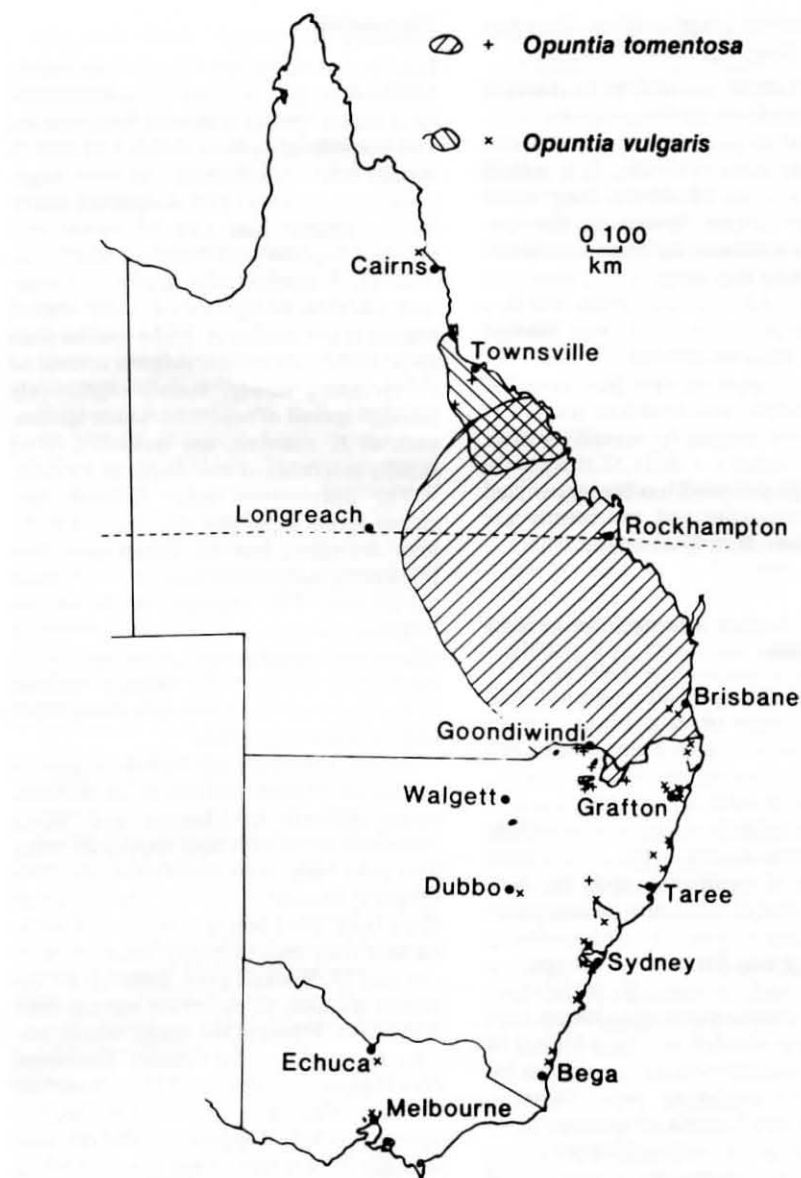 + Opuntia tomentosa
× Opuntia vulgaris
0 100
km
Cairns
Townsville
Longreach
Rockhampton
Brisbane
Goondiwindi
Walgett
Grafton
Dubbo
Taree
Sydney
Echuca
Bega
Melbourne